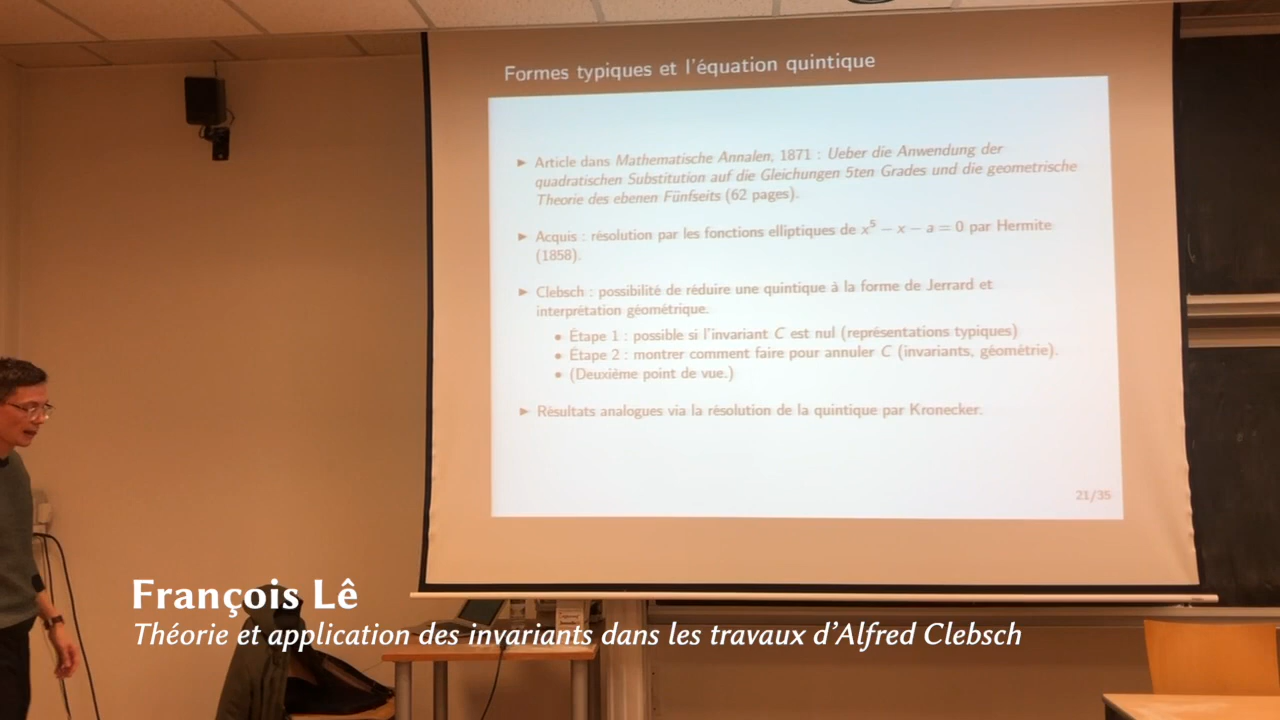 Formes typiques et l'équation quintique
► Article dans Mathematische Annalen, 1871 : Ueber die Anwendung der
quadratischen Substitution auf die Gleichungen 5ten Grades und die geometrische
Theorie des ebenen Fünfseits (62 pages).
► Acquis : résolution par les fonctions elliptiques de x⁵ − x − a = 0 par Hermite
(1858).
► Clebsch : possibilité de réduire une quintique à la forme de Jerrard et
interprétation géométrique.
• Étape 1 : possible si l'invariant C est nul (représentations typiques)
• Étape 2 : montrer comment faire pour annuler C (invariants, géométrie).
• (Deuxième point de vue.)
► Résultats analogues via la résolution de la quintique par Kronecker.
21/35
François Lê
Théorie et application des invariants dans les travaux d'Alfred Clebsch